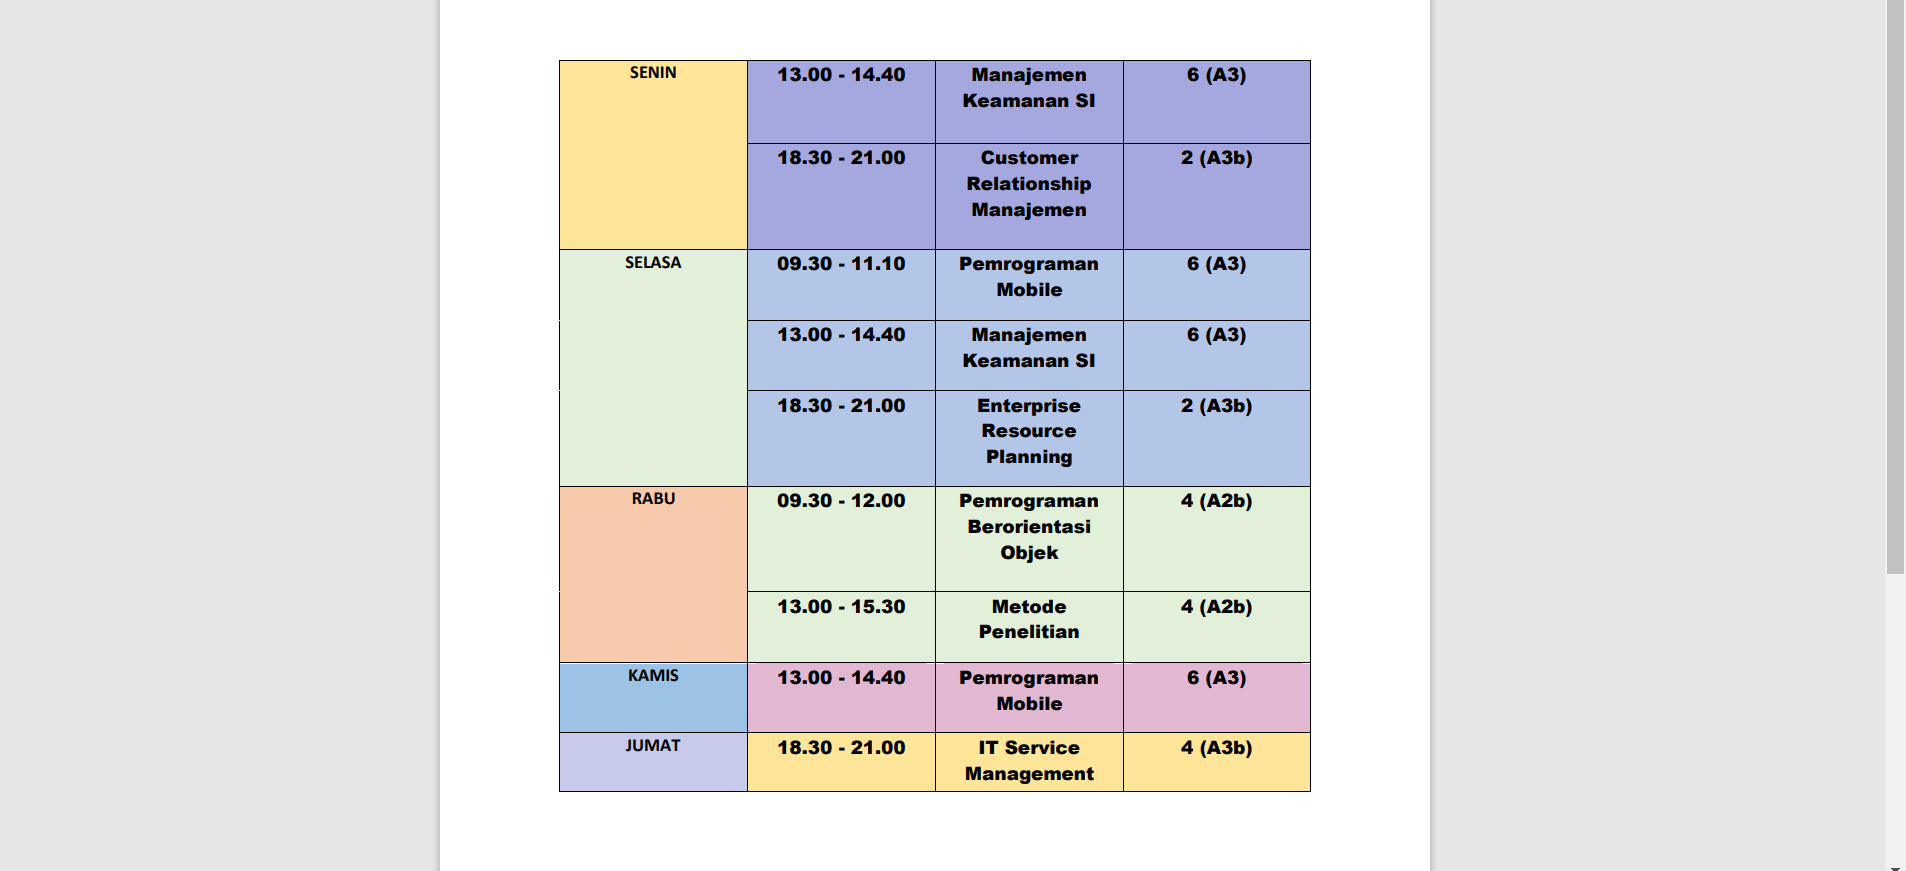 SENIN
13.00 - 14.40
Manajemen
Keamanan SI
6 (A3)
18.30 - 21.00
Customer
Relationship
Manajemen
2 (A3b)
SELASA
09.30 - 11.10
Pemrograman
Mobile
6 (A3)
13.00 - 14.40
Manajemen
Keamanan SI
6 (A3)
18.30 - 21.00
Enterprise
Resource
Planning
2 (A3b)
RABU
09.30 - 12.00
Pemrograman
Berorientasi
Objek
4 (A2b)
13.00 - 15.30
Metode
Penelitian
4 (A2b)
KAMIS
13.00 - 14.40
Pemrograman
Mobile
6 (A3)
JUMAT
18.30 - 21.00
IT Service
Management
4 (A3b)